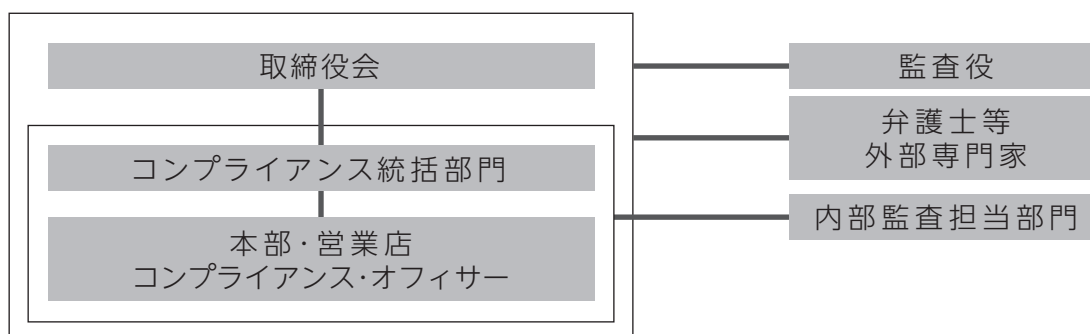 取締役会
監査役
弁護士等
外部専門家
コンプライアンス統括部門
内部監査担当部門
本部・営業店
コンプライアンス・オフィサー